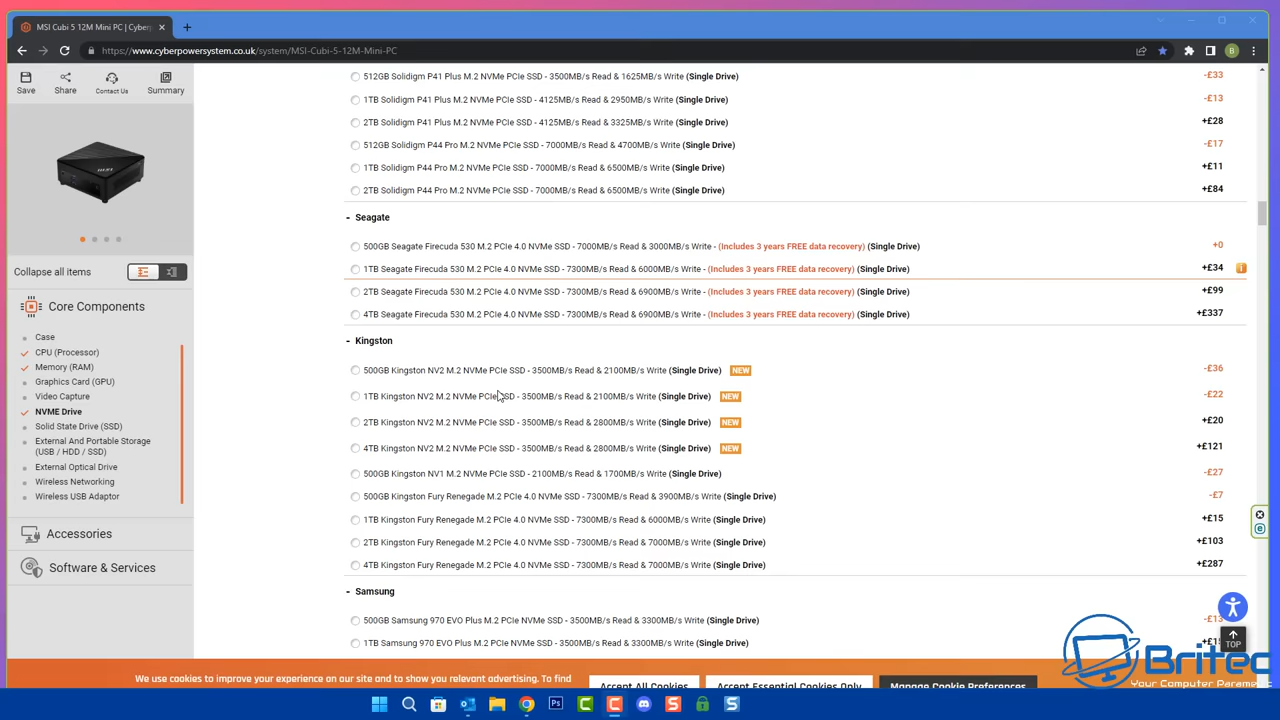 MSI Cubi 5 12M Mini PC | Cyber
https://www.cyberpowersystem.co.uk/system/MSI-Cubi-5-12M-Mini-PC
B
Save
Share
Contact Us
Summary
Collapse all items
Core Components
Case
CPU (Processor)
Memory (RAM)
Graphics Card (GPU)
Video Capture
NVME Drive
Solid State Drive (SSD)
External And Portable Storage
(USB / HDD / SSD)
External Optical Drive
Wireless Networking
Wireless USB Adaptor
Accessories
Software & Services
512GB Solidigm P41 Plus M.2 NVMe PCIe SSD - 3500MB/s Read & 1625MB/s Write (Single Drive) -£33
1TB Solidigm P41 Plus M.2 NVMe PCIe SSD - 4125MB/s Read & 2950MB/s Write (Single Drive) -£13
2TB Solidigm P41 Plus M.2 NVMe PCIe SSD - 4125MB/s Read & 3325MB/s Write (Single Drive) +£28
512GB Solidigm P44 Pro M.2 NVMe PCIe SSD - 7000MB/s Read & 4700MB/s Write (Single Drive) -£17
1TB Solidigm P44 Pro M.2 NVMe PCIe SSD - 7000MB/s Read & 6500MB/s Write (Single Drive) +£11
2TB Solidigm P44 Pro M.2 NVMe PCIe SSD - 7000MB/s Read & 6500MB/s Write (Single Drive) +£84
- Seagate
500GB Seagate Firecuda 530 M.2 PCIe 4.0 NVMe SSD - 7000MB/s Read & 3000MB/s Write - (Includes 3 years FREE data recovery) (Single Drive) +0
1TB Seagate Firecuda 530 M.2 PCIe 4.0 NVMe SSD - 7300MB/s Read & 6000MB/s Write - (Includes 3 years FREE data recovery) (Single Drive) +£34
2TB Seagate Firecuda 530 M.2 PCIe 4.0 NVMe SSD - 7300MB/s Read & 6900MB/s Write - (Includes 3 years FREE data recovery) (Single Drive) +£99
4TB Seagate Firecuda 530 M.2 PCIe 4.0 NVMe SSD - 7300MB/s Read & 6900MB/s Write - (Includes 3 years FREE data recovery) (Single Drive) +£337
- Kingston
500GB Kingston NV2 M.2 NVMe PCIe SSD - 3500MB/s Read & 2100MB/s Write (Single Drive) NEW -£36
1TB Kingston NV2 M.2 NVMe PCIe SSD - 3500MB/s Read & 2100MB/s Write (Single Drive) NEW -£22
2TB Kingston NV2 M.2 NVMe PCIe SSD - 3500MB/s Read & 2800MB/s Write (Single Drive) NEW +£20
4TB Kingston NV2 M.2 NVMe PCIe SSD - 3500MB/s Read & 2800MB/s Write (Single Drive) NEW +£121
500GB Kingston NV1 M.2 NVMe PCIe SSD - 2100MB/s Read & 1700MB/s Write (Single Drive) -£27
500GB Kingston Fury Renegade M.2 PCIe 4.0 NVMe SSD - 7300MB/s Read & 3900MB/s Write (Single Drive) -£7
1TB Kingston Fury Renegade M.2 PCIe 4.0 NVMe SSD - 7300MB/s Read & 6000MB/s Write (Single Drive) +£15
2TB Kingston Fury Renegade M.2 PCIe 4.0 NVMe SSD - 7300MB/s Read & 7000MB/s Write (Single Drive) +£103
4TB Kingston Fury Renegade M.2 PCIe 4.0 NVMe SSD - 7300MB/s Read & 7000MB/s Write (Single Drive) +£287
- Samsung
500GB Samsung 970 EVO Plus M.2 PCIe NVMe SSD - 3500MB/s Read & 3300MB/s Write (Single Drive) -£13
1TB Samsung 970 EVO Plus M.2 PCIe NVMe SSD - 3500MB/s Read & 3300MB/s Write (Single Drive)
TOP
We use cookies to improve your experience on our site and to show you relevant advertising. To find
Accept All Cookies
Accept Essential Cookies Only
Manage Cookie Preferences
Britec
Your Computer Parameter